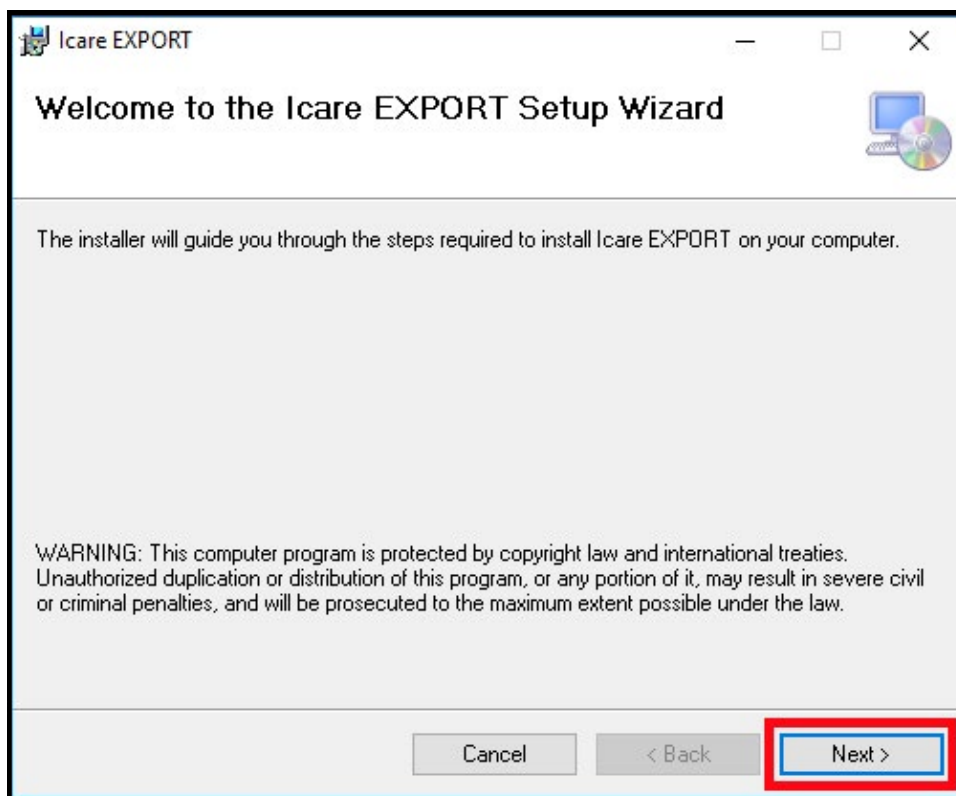 Icare EXPORT
Welcome to the Icare EXPORT Setup Wizard
The installer will guide you through the steps required to install Icare EXPORT on your computer.
WARNING: This computer program is protected by copyright law and international treaties.
Unauthorized duplication or distribution of this program, or any portion of it, may result in severe civil
or criminal penalties, and will be prosecuted to the maximum extent possible under the law.
Cancel
< Back
Next >